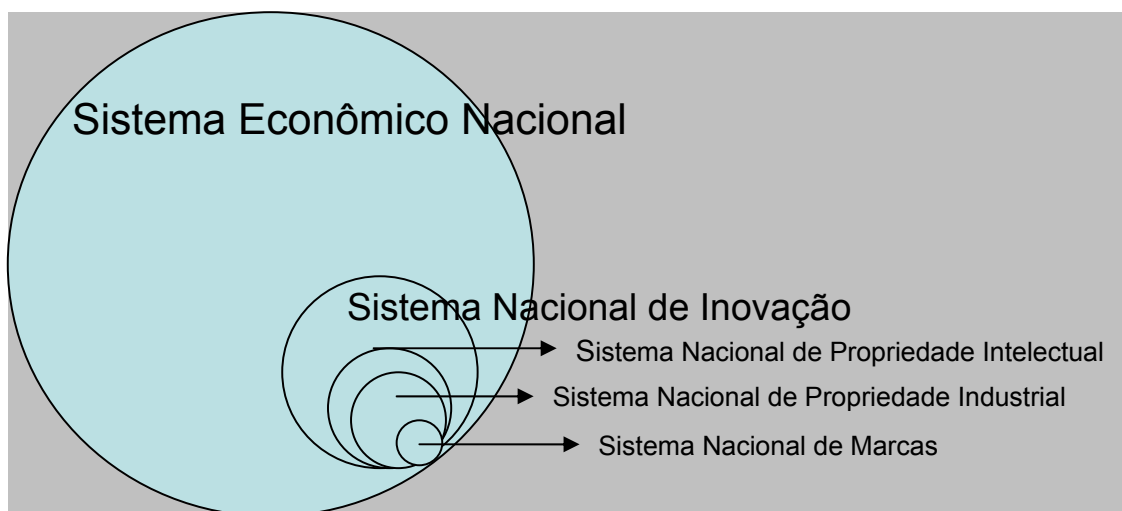 Sistema Econômico Nacional
Sistema Nacional de Inovação
Sistema Nacional de Propriedade Intelectual
Sistema Nacional de Propriedade Industrial
Sistema Nacional de Marcas